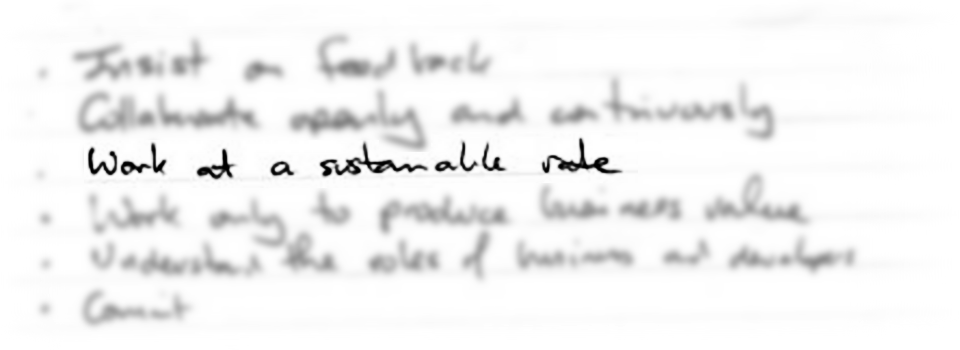 Insist on feedback
Collaborate openly and continuously
Work at a sustainable rate
Work only to produce business value
Understand the roles of business and developers
Commit